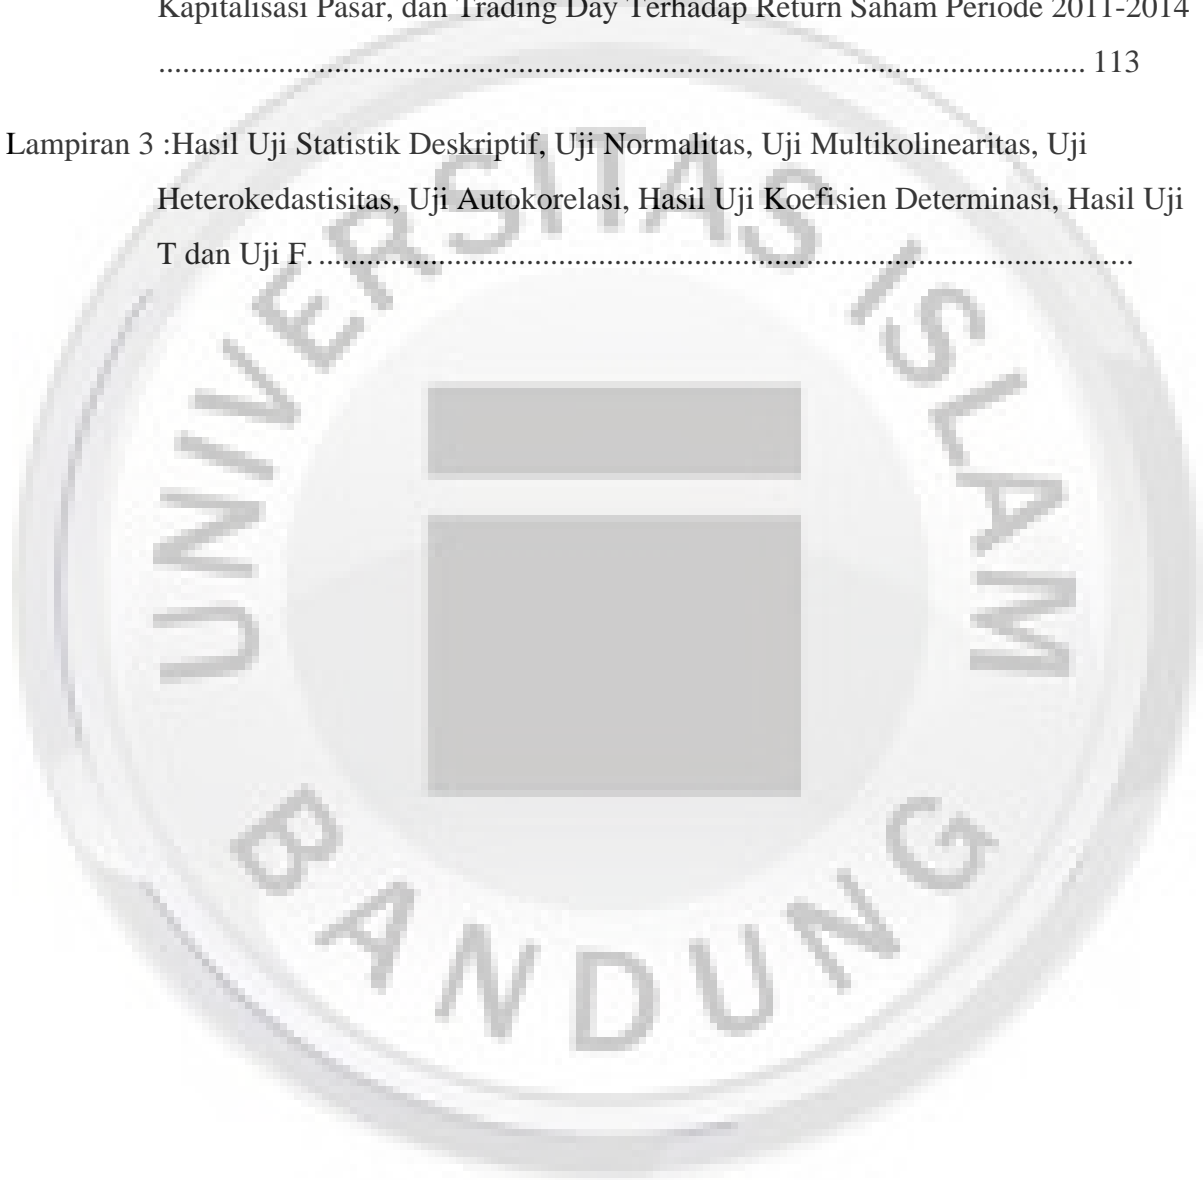 Kapitalisasi Pasar, dan Trading Day Terhadap Return Saham Periode 2011-2014
.................................................................................................................... 113
Lampiran 3 :Hasil Uji Statistik Deskriptif, Uji Normalitas, Uji Multikolinearitas, Uji
Heterokedastisitas, Uji Autokorelasi, Hasil Uji Koefisien Determinasi, Hasil Uji
T dan Uji F. ......................................................................................................
UNIVERSITAS ISLAM
BANDUNG